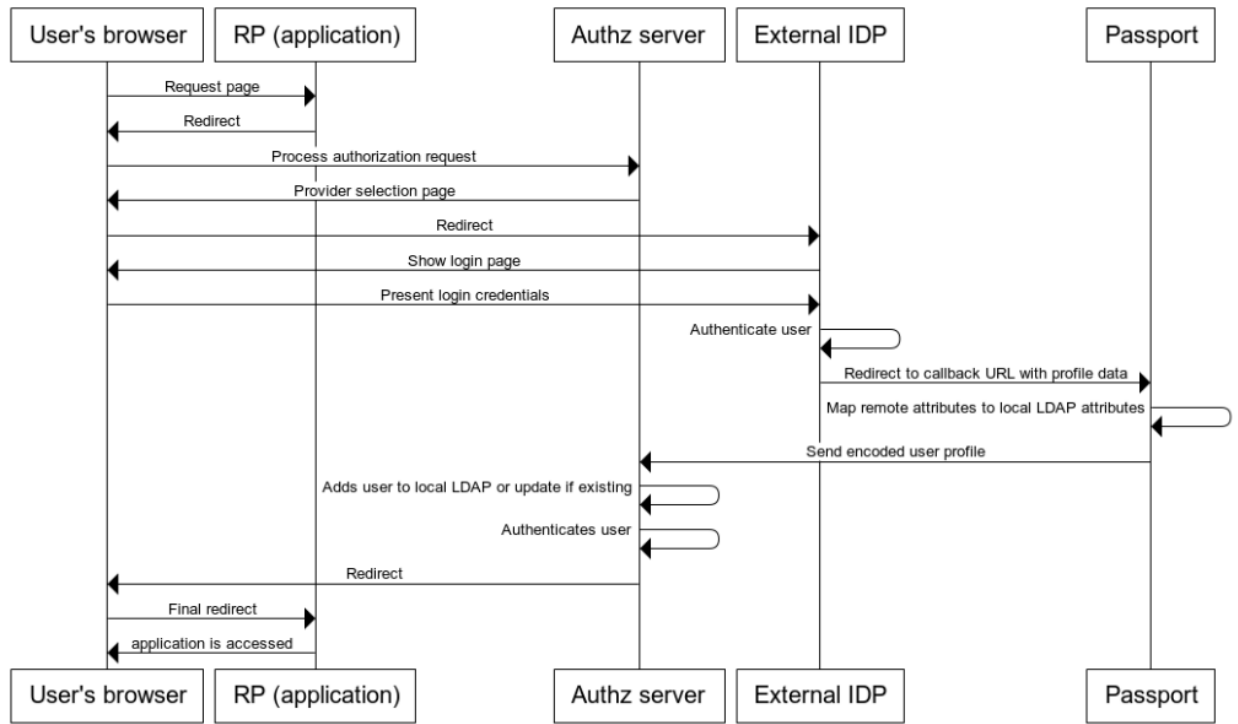 User's browser
RP (application)
Authz server
External IDP
Passport
Request page
Redirect
Process authorization request
Provider selection page
Redirect
Show login page
Present login credentials
Authenticate user
Redirect to callback URL with profile data
Map remote attributes to local LDAP attributes
Send encoded user profile
Adds user to local LDAP or update if existing
Authenticates user
Redirect
Final redirect
application is accessed
User's browser
RP (application)
Authz server
External IDP
Passport